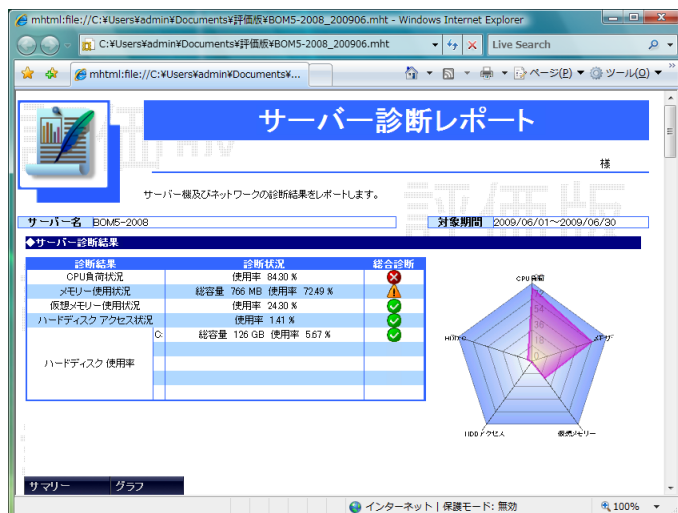 mhtml:file://C:¥Users¥admin¥Documents¥評価版¥BOM5-2008_200906.mht - Windows Internet Explorer
C:¥Users¥admin¥Documents¥評価版¥BOM5-2008_200906.mht
Live Search
mhtml:file://C:¥Users¥admin¥Documents¥...
ページ(P)
ツール(O)
サーバー診断レポート
様
サーバー機及びネットワークの診断結果をレポートします。
評価版
サーバー名 BOM5-2008
対象期間 2009/06/01～2009/06/30
◆サーバー診断結果
診断結果 診断状況 総合診断
CPU負荷状況 使用率 84.30 %
メモリー使用状況 総容量 766 MB 使用率 72.49 %
仮想メモリー使用状況 使用率 24.30 %
ハードディスク アクセス状況 使用率 1.41 %
ハードディスク 使用率 C: 総容量 126 GB 使用率 5.67 %
CPU負荷
72
54
36
18
0
メモリー
仮想メモリー
HDDアクセス
サマリー グラフ
インターネット | 保護モード: 無効
100%